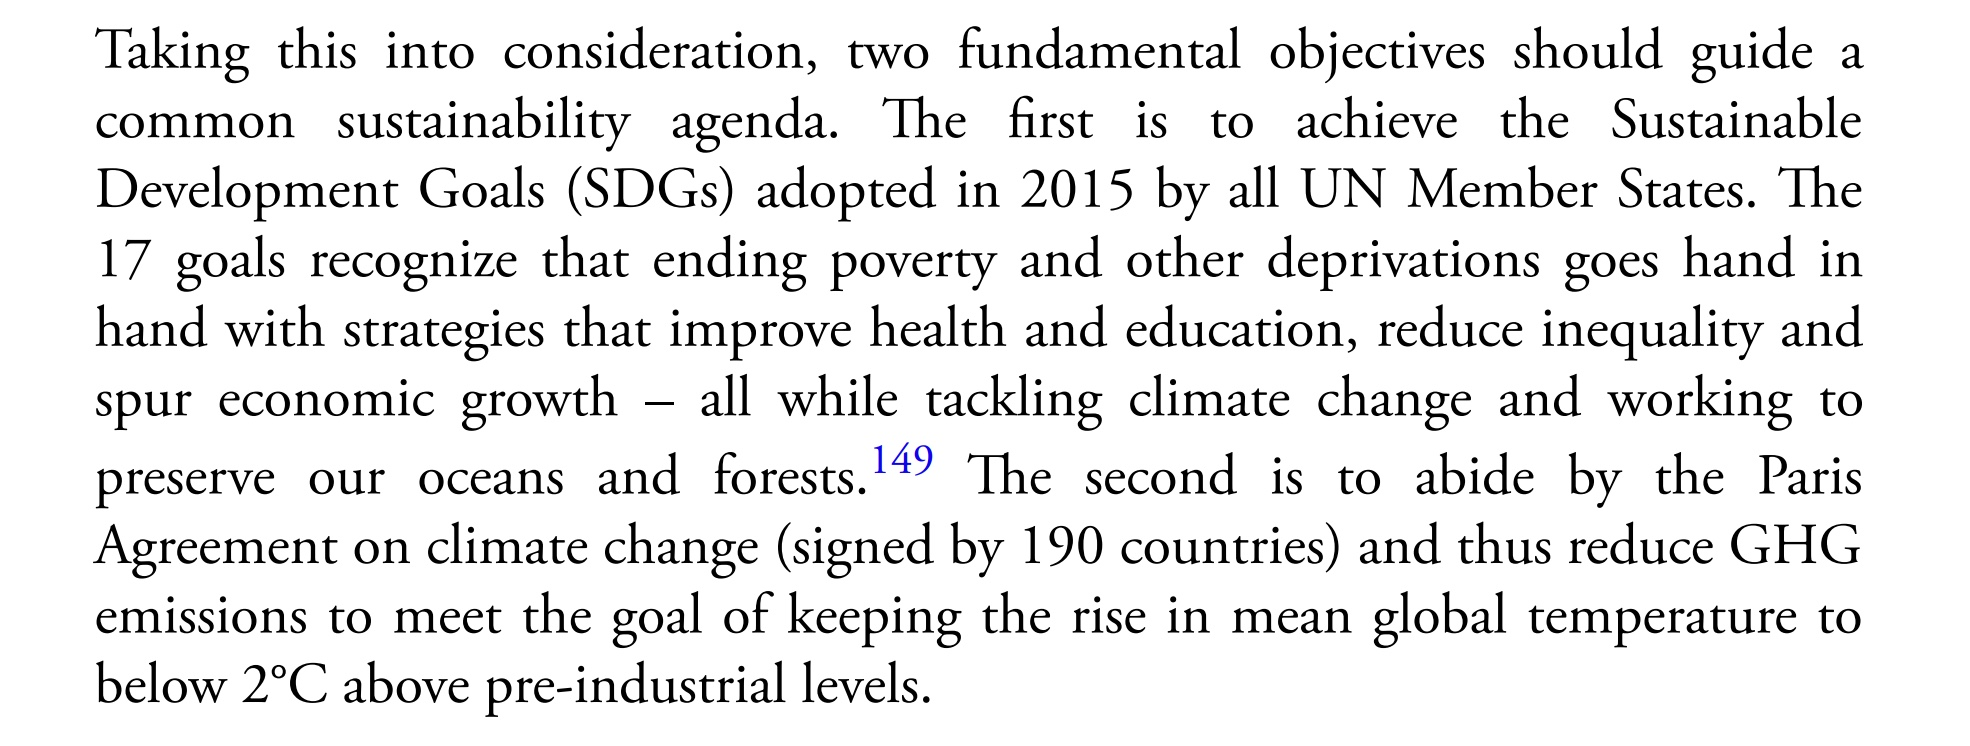 Taking this into consideration, two fundamental objectives should guide a
common sustainability agenda. The first is to achieve the Sustainable
Development Goals (SDGs) adopted in 2015 by all UN Member States. The
17 goals recognize that ending poverty and other deprivations goes hand in
hand with strategies that improve health and education, reduce inequality and
spur economic growth – all while tackling climate change and working to
preserve our oceans and forests.149 The second is to abide by the Paris
Agreement on climate change (signed by 190 countries) and thus reduce GHG
emissions to meet the goal of keeping the rise in mean global temperature to
below 2°C above pre-industrial levels.